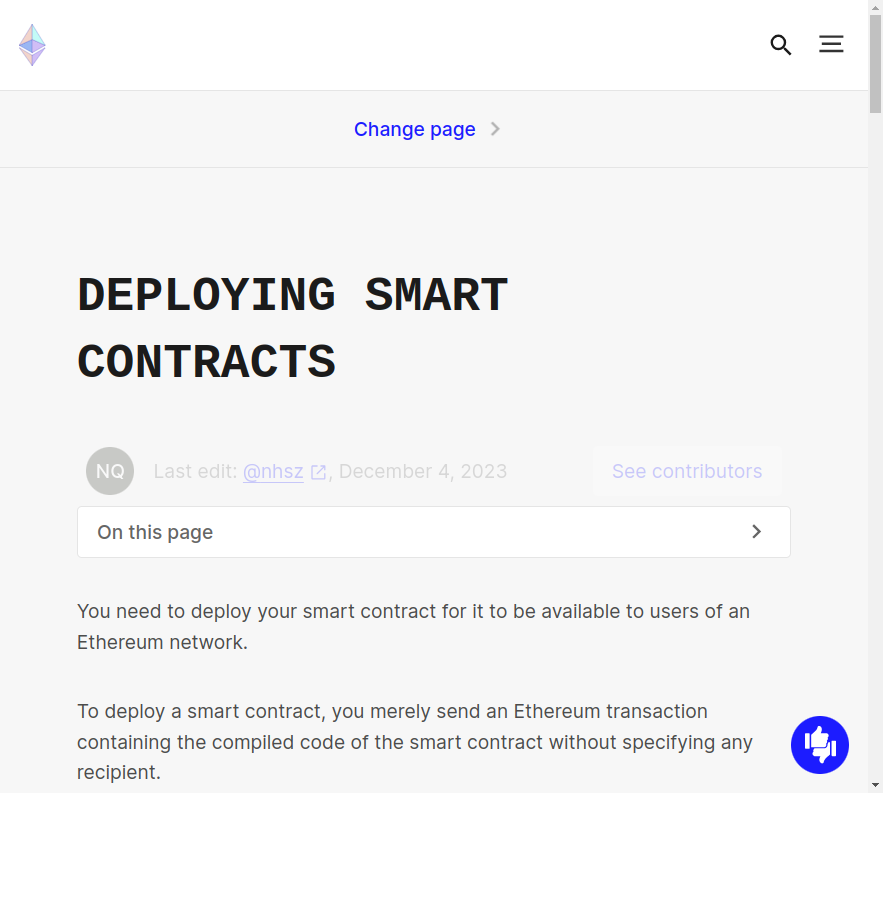 Change page
DEPLOYING SMART
CONTRACTS
NQ
Last edit: @nhsz, December 4, 2023
See contributors
On this page
You need to deploy your smart contract for it to be available to users of an
Ethereum network.
To deploy a smart contract, you merely send an Ethereum transaction
containing the compiled code of the smart contract without specifying any
recipient.